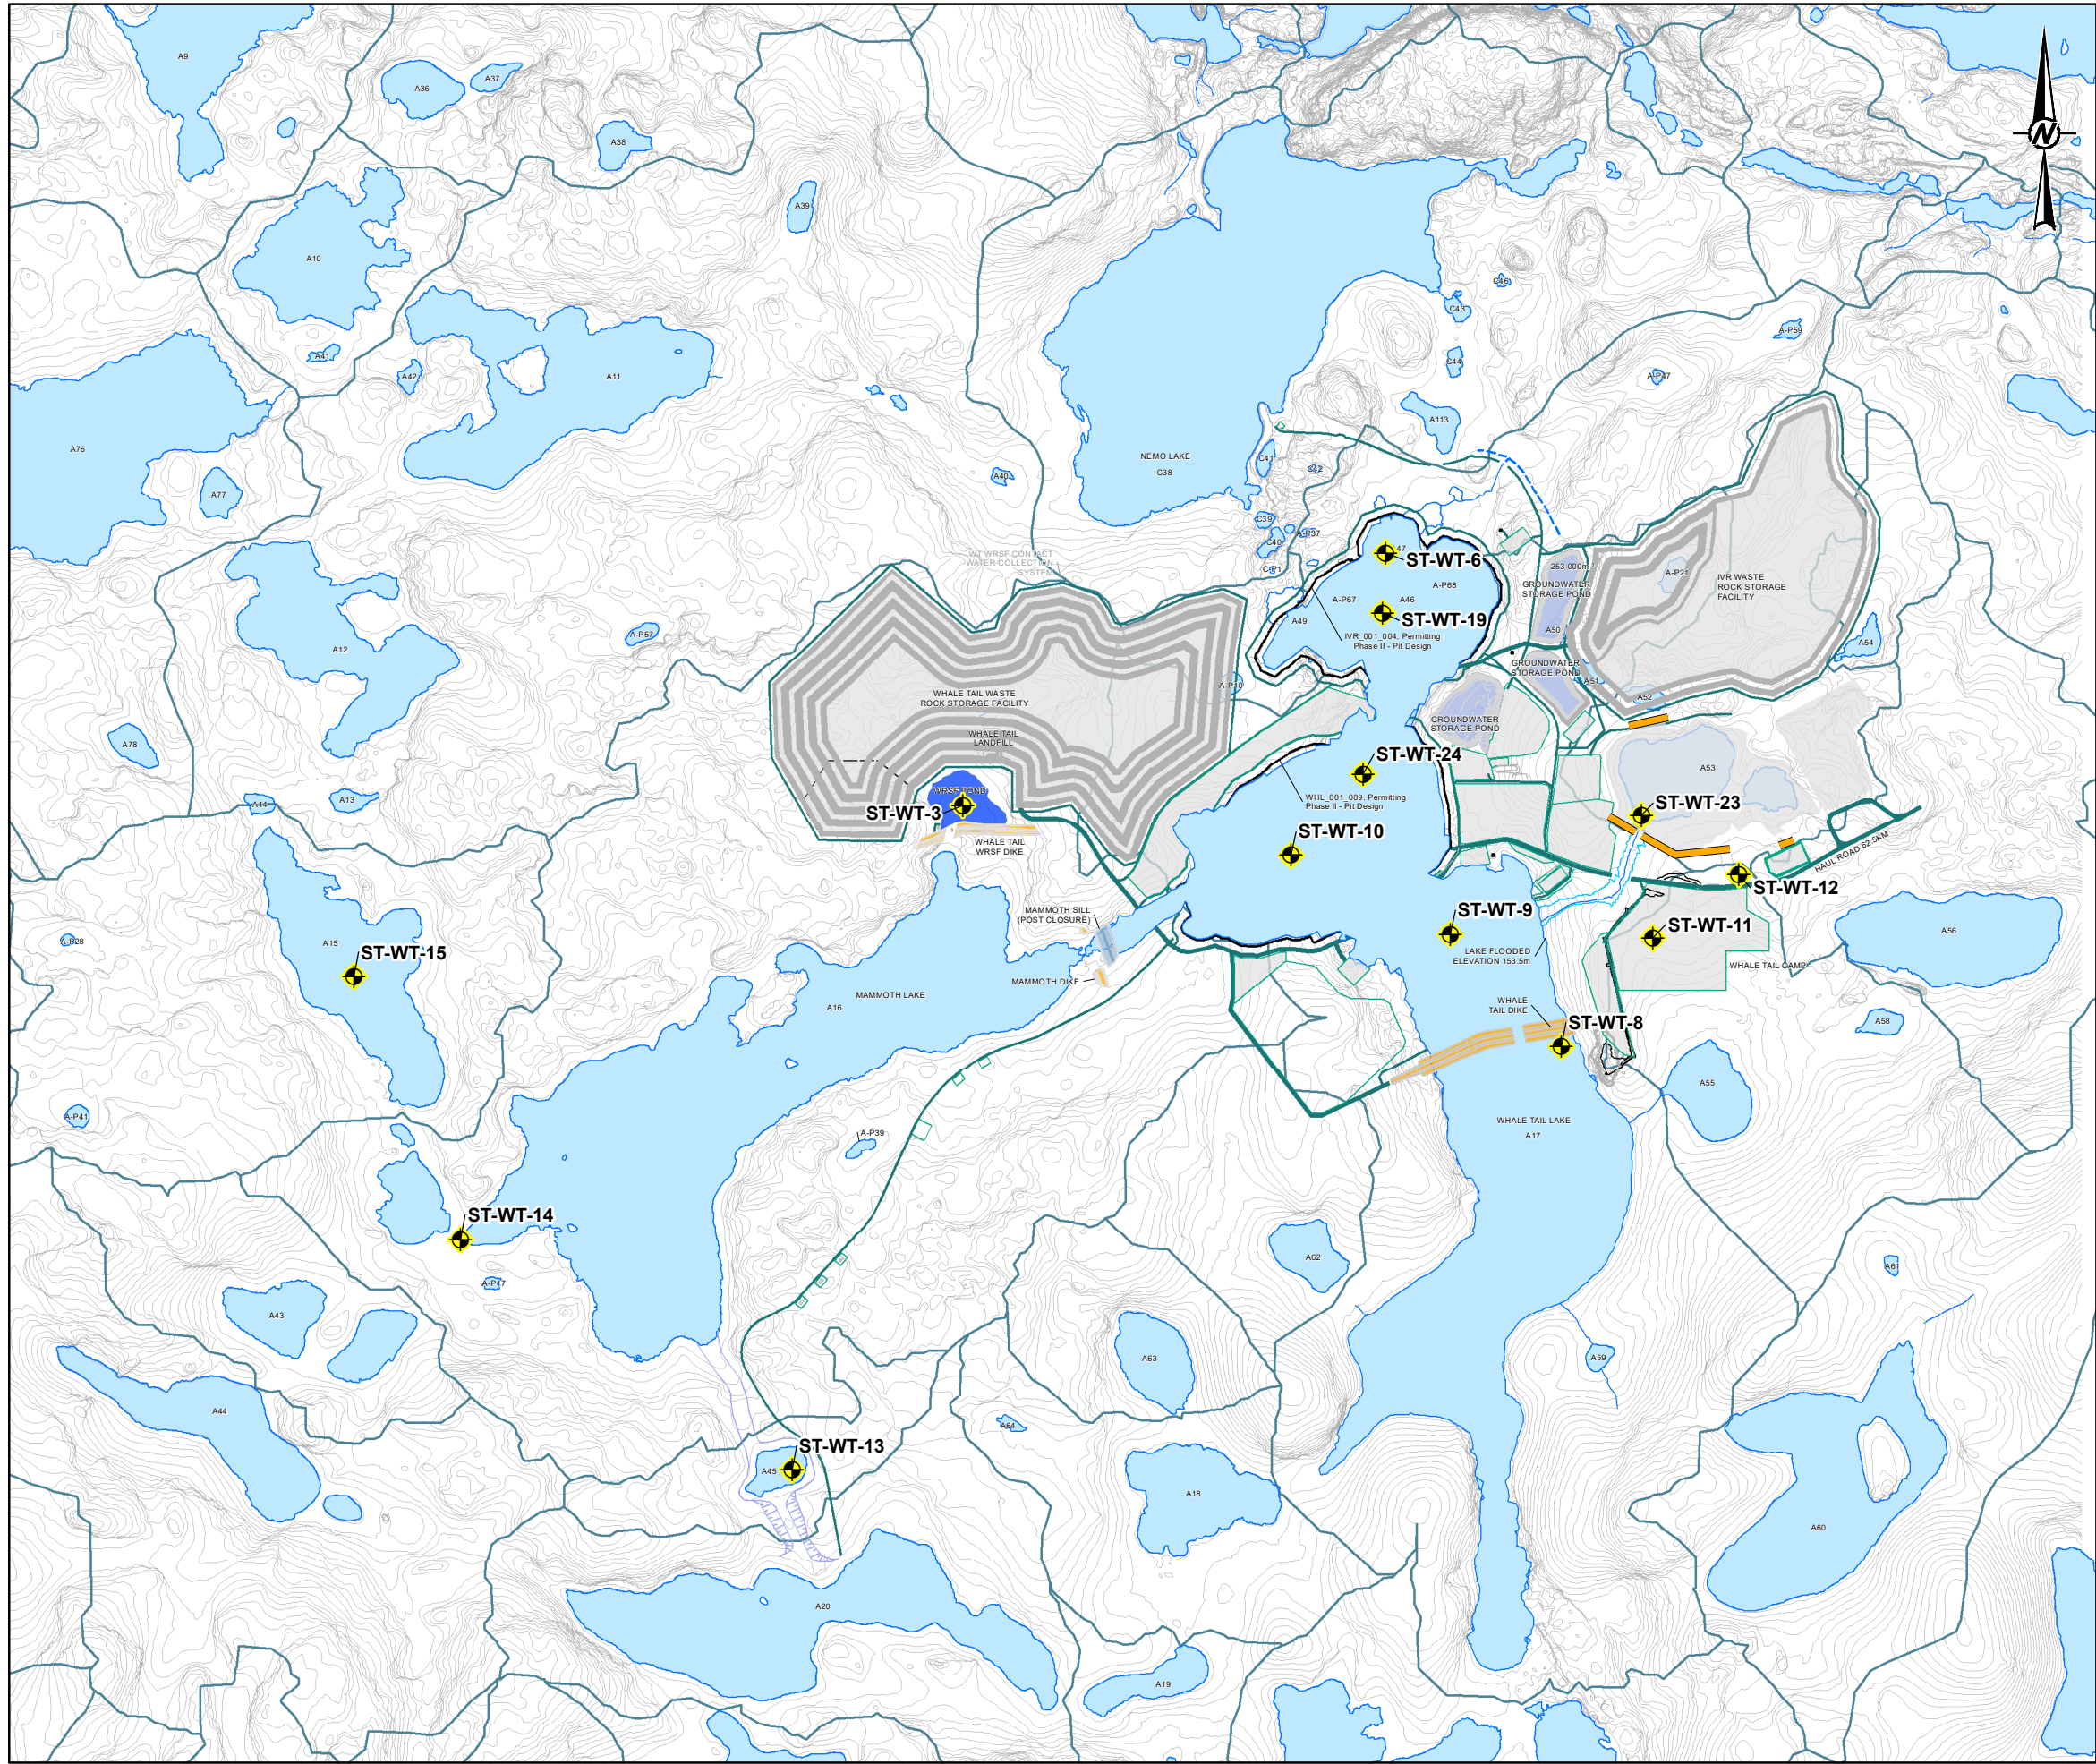 A9
A36
A37
A38
N
A39
A10
C46
C43
A-P59
A41
A42
A11
C44
A-P47
A113
A76
A77
NEMO LAKE
C38
C41
C42
A40
C39
C40
A-P37
WT WRSF CONTACT
WATER COLLECTION
SYSTEM
47
ST-WT-6
253 000m
GROUNDWATER
STORAGE POND
A-P21
IVR WASTE
ROCK STORAGE
FACILITY
A-P68
A-P67
A46
ST-WT-19
A49
A50
IVR_001_004, Permitting
Phase II - Pit Design
A12
A-P57
A54
GROUNDWATER
STORAGE POND
A51
A52
A-P10
WHALE TAIL WASTE
ROCK STORAGE FACILITY
GROUNDWATER
STORAGE POND
WHALE TAIL
LANDFILL
A78
ST-WT-24
A53
WRSF POND
ST-WT-3
WHL_001_009, Permitting
Phase II - Pit Design
ST-WT-23
A14
A13
ST-WT-10
WHALE TAIL
WRSF DIKE
HAUL ROAD 62.5KM
ST-WT-12
MAMMOTH SILL
(POST CLOSURE)
ST-WT-9
ST-WT-11
A-P28
A15
ST-WT-15
LAKE FLOODED
ELEVATION 153.5m
A56
WHALE TAIL CAMP
MAMMOTH DIKE
MAMMOTH LAKE
A16
WHALE
TAIL DIKE
ST-WT-8
A58
A55
A-P41
A-P39
WHALE TAIL LAKE
A17
ST-WT-14
A62
A61
A-P17
A43
A63
A59
A44
A64
ST-WT-13
A45
A18
A60
A20
A19